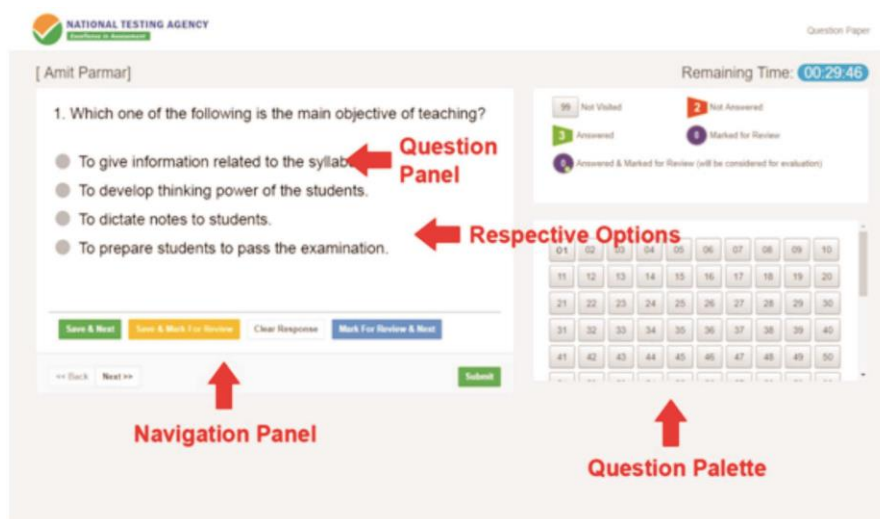 NATIONAL TESTING AGENCY
Excellence in Assessment
Question Paper
[ Amit Parmar]
Remaining Time: 00:29:46
1. Which one of the following is the main objective of teaching?
To give information related to the
To develop thinking power of the students.
To dictate notes to students.
To prepare students to pass the examination.
Question
Panel
Respective Options
Save & Next
Save & Mark For Review
Clear Response
Mark For Review & Next
<< Back
Next >>
Submit
Navigation Panel
99 Not Visited
2 Not Answered
3 Answered
Marked for Review
Answered & Marked for Review (will be considered for evaluation)
01 02 03 04 05 06 07 08 09 10
11 12 13 14 15 16 17 18 19 20
21 22 23 24 25 26 27 28 29 30
31 32 33 34 35 36 37 38 39 40
41 42 43 44 45 46 47 48 49 50
Question Palette